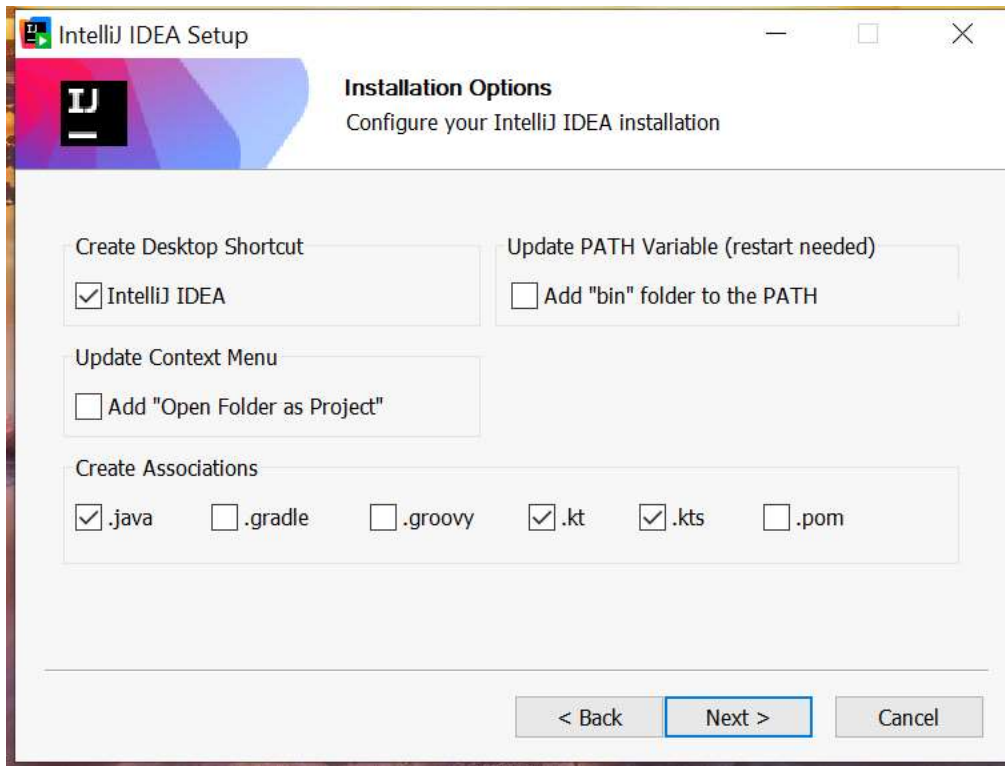 IntelliJ IDEA Setup
IJ
Installation Options
Configure your IntelliJ IDEA installation
Create Desktop Shortcut
IntelliJ IDEA
Update PATH Variable (restart needed)
Add "bin" folder to the PATH
Update Context Menu
Add "Open Folder as Project"
Create Associations
.java .gradle .groovy .kt .kts .pom
< Back Next > Cancel